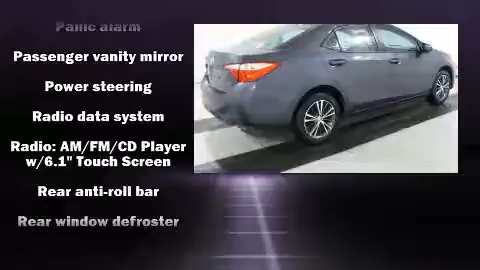 Panic alarm
Passenger vanity mirror
Power steering
Radio data system
Radio: AM/FM/CD Player
w/6.1" Touch Screen
Rear anti-roll bar
Rear window defroster